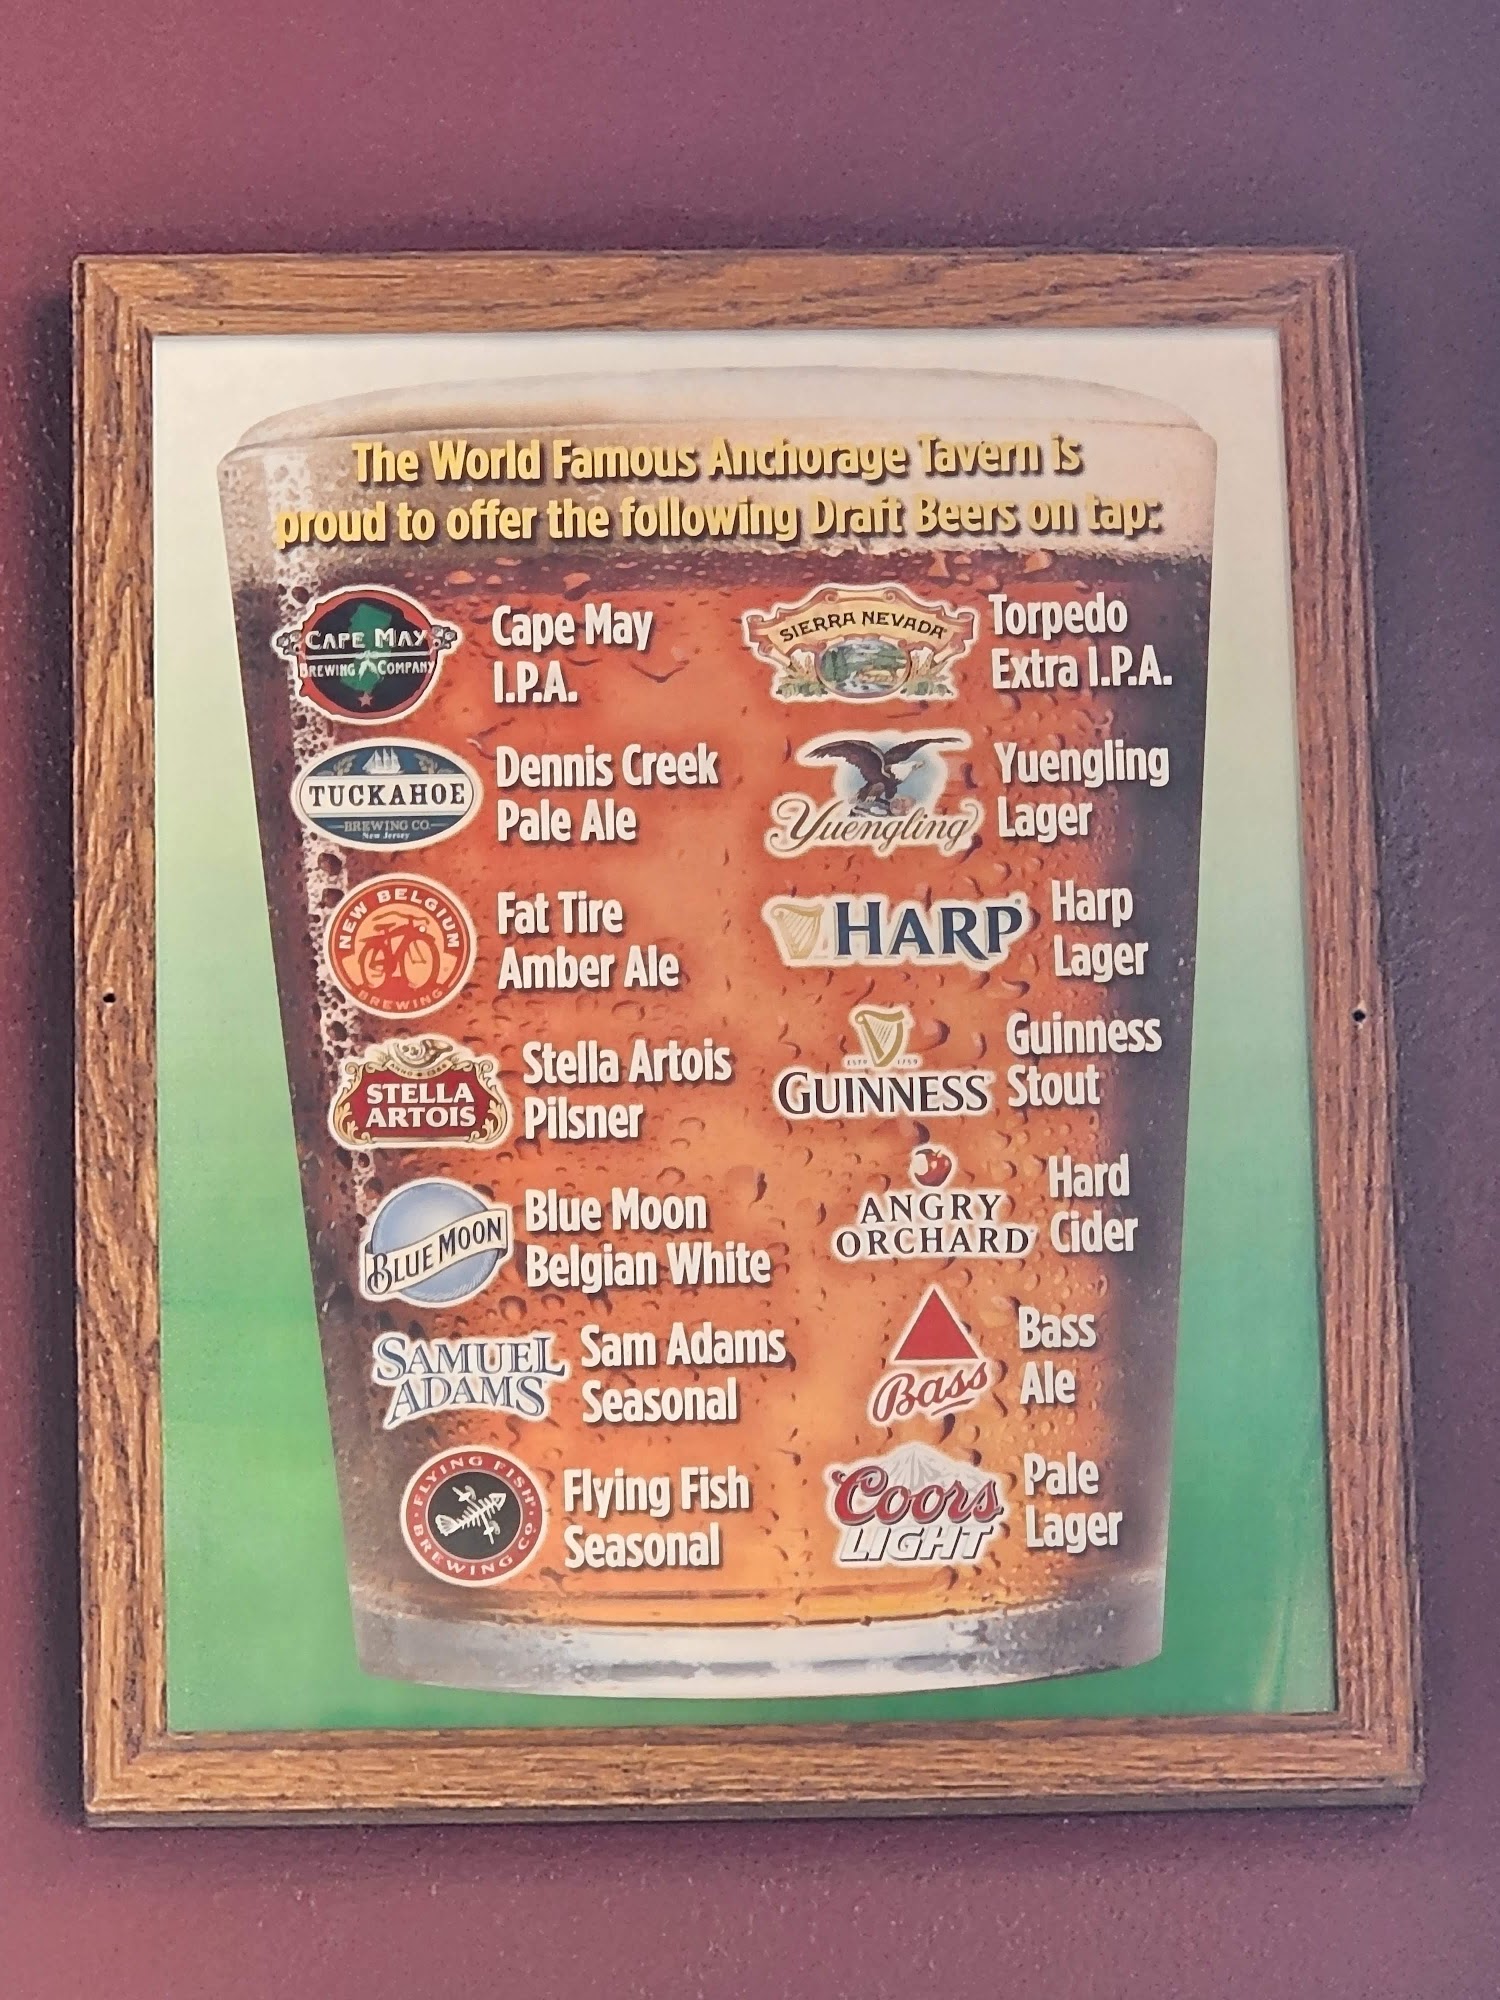 The World Famous Anchorage Tavern is
proud to offer the following Draft Beers on tap:
CAPE MAY
BREWING COMPANY
Cape May
I.P.A.
TUCKAHOE
BREWING CO.
New Jersey
Dennis Creek
Pale Ale
NEW BELGIUM
BREWING
Fat Tire
Amber Ale
STELLA
ARTOIS
Stella Artois
Pilsner
BLUE MOON
Blue Moon
Belgian White
SAMUEL
ADAMS
Sam Adams
Seasonal
FLYING FISH
BREWING CO.
Flying Fish
Seasonal
SIERRA NEVADA
Torpedo
Extra I.P.A.
Yuengling
Yuengling
Lager
HARP
Harp
Lager
ESTD 1759
GUINNESS
Guinness
Stout
ANGRY
ORCHARD
Hard
Cider
Bass
Bass
Ale
Coors
LIGHT
Pale
Lager